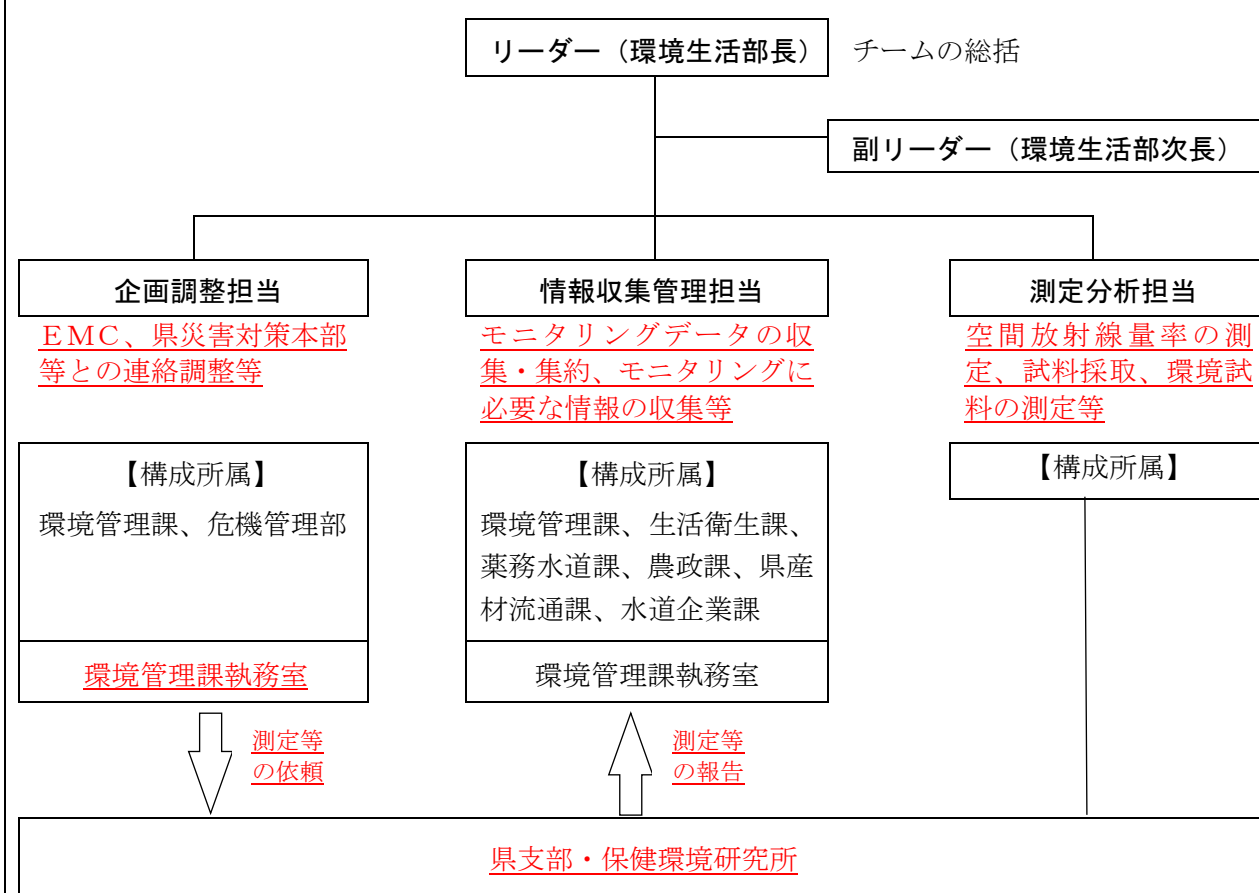 リーダー（環境生活部長）
チームの総括
副リーダー（環境生活部次長）
企画調整担当
ＥＭＣ、県災害対策本部
等との連絡調整等
【構成所属】
環境管理課、危機管理部
環境管理課執務室
情報収集管理担当
モニタリングデータの収
集・集約、モニタリングに
必要な情報の収集等
【構成所属】
環境管理課、生活衛生課、
薬務水道課、農政課、県産
材流通課、水道企業課
環境管理課執務室
測定分析担当
空間放射線量率の測
定、試料採取、環境試
料の測定等
【構成所属】
測定等
の依頼
測定等
の報告
県支部・保健環境研究所